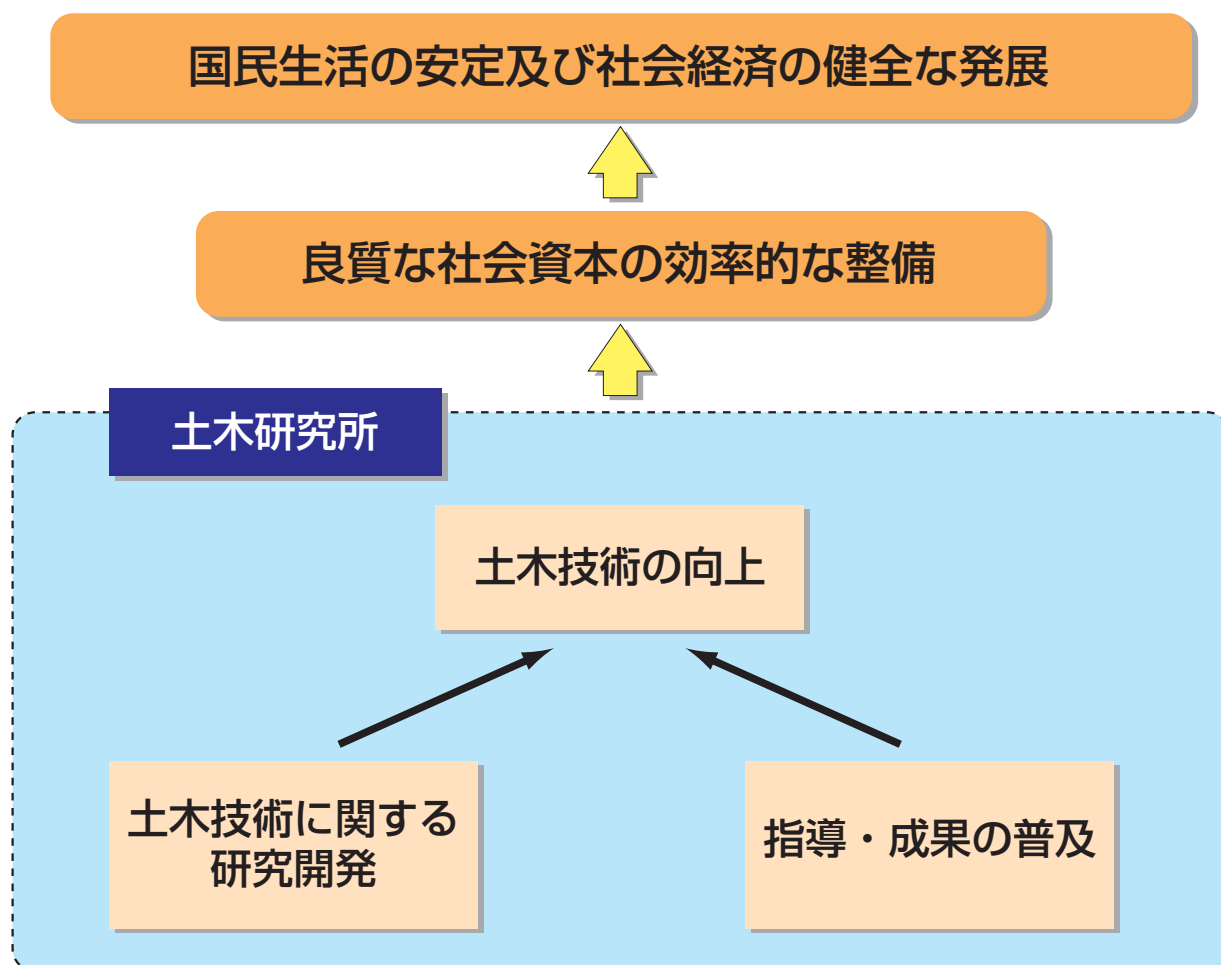 国民生活の安定及び社会経済の健全な発展
良質な社会資本の効率的な整備
土木研究所
土木技術の向上
土木技術に関する
研究開発
指導・成果の普及